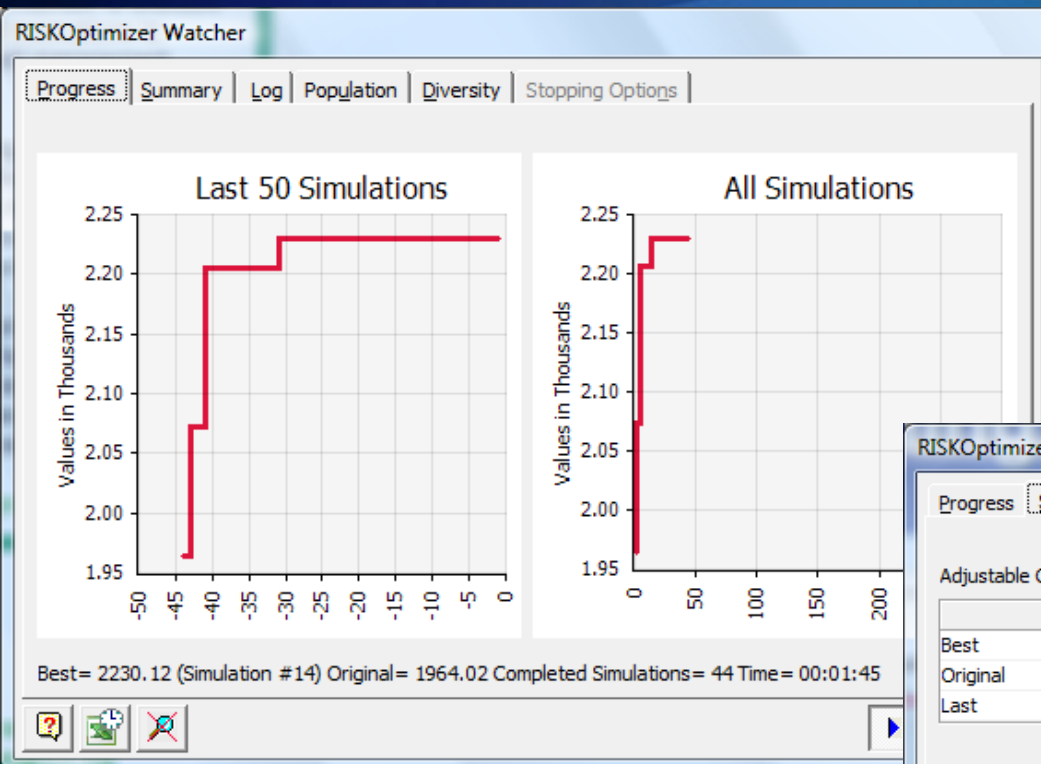 RISKOptimizer Watcher
Progress Summary Log Population Diversity Stopping Options
Last 50 Simulations
Values in Thousands
2.25
2.20
2.15
2.10
2.05
2.00
1.95
-50 -45 -40 -35 -30 -25 -20 -15 -10 -5 0
All Simulations
Values in Thousands
2.25
2.20
2.15
2.10
2.05
2.00
1.95
0 50 100 150 200
Best= 2230.12 (Simulation #14) Original= 1964.02 Completed Simulations= 44 Time= 00:01:45
RISKOptimize
Progress
Adjustable
Best
Original
Last